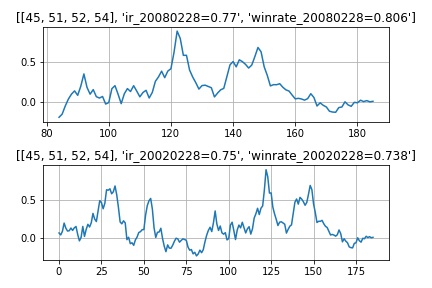 [[45, 51, 52, 54], 'ir_20080228=0.77', 'winrate_20080228=0.806']
0.5
0.0
80 100 120 140 160 180
[[45, 51, 52, 54], 'ir_20020228=0.75', 'winrate_20020228=0.738']
0.5
0.0
0 25 50 75 100 125 150 175